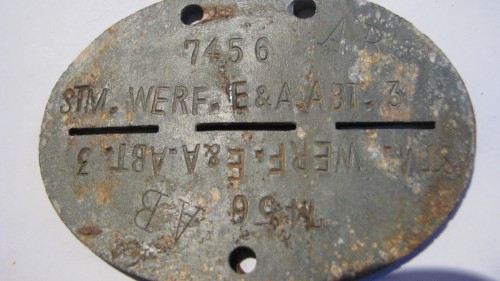 7456 AB
STM. WERF. E & A. ABT. 3
STM. WERF. E & A. ABT. 3
7456 AB